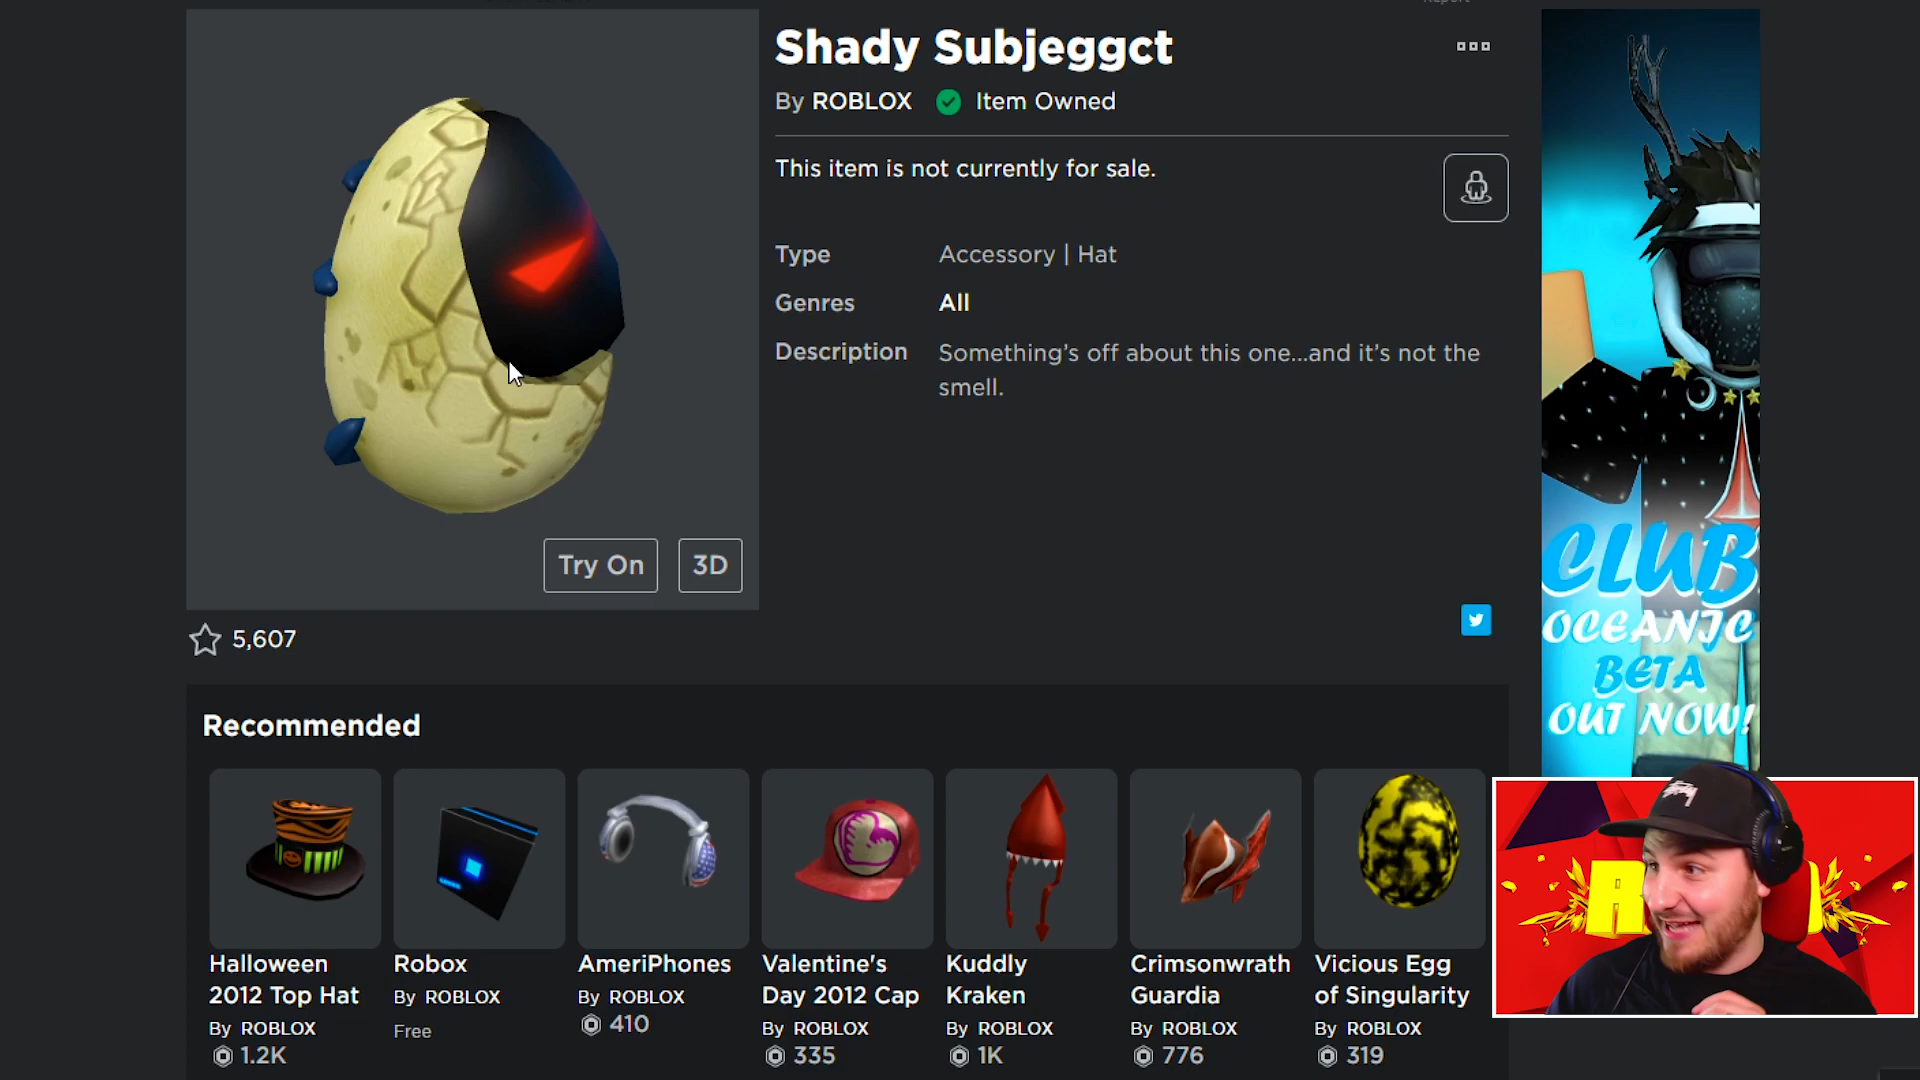 Shady Subjeggct
By ROBLOX Item Owned
This item is not currently for sale.
Type Accessory | Hat
Genres All
Description Something's off about this one...and it's not the
smell.
Try On
3D
5,607
CLUB
OCEANIC
BETA
OUT NOW!
Recommended
Halloween
2012 Top Hat
By ROBLOX
1.2K
Robox
By ROBLOX
Free
AmeriPhones
By ROBLOX
410
Valentine's
Day 2012 Cap
By ROBLOX
335
Kuddly
Kraken
By ROBLOX
1K
Crimsonwrath
Guardia
By ROBLOX
776
Vicious Egg
of Singularity
By ROBLOX
319